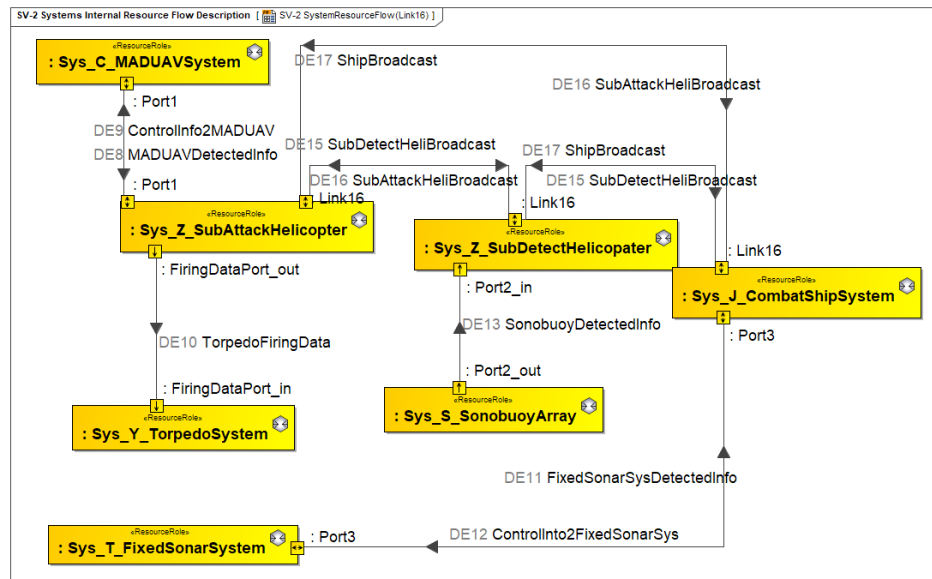 SV-2 Systems Internal Resource Flow Description [ SV-2 SystemResourceFlow(Link16) ]
«ResourceRole»
: Sys_C_MADUAVSystem
DE17 ShipBroadcast
DE16 SubAttackHeliBroadcast
: Port1
DE9 ControlInfo2MADUAV
DE8 MADUAVDetectedInfo
: Port1
DE15 SubDetectHeliBroadcast
DE16 SubAttackHeliBroadcast
DE17 ShipBroadcast
DE15 SubDetectHeliBroadcast
: Link16
: Link16
«ResourceRole»
: Sys_Z_SubAttackHelicopter
«ResourceRole»
: Sys_Z_SubDetectHelicopater
: Link16
«ResourceRole»
: Sys_J_CombatShipSystem
: FiringDataPort_out
: Port2_in
: Port3
DE10 TorpedoFiringData
DE13 SonobuoyDetectedInfo
: FiringDataPort_in
: Port2_out
«ResourceRole»
: Sys_Y_TorpedoSystem
«ResourceRole»
: Sys_S_SonobuoyArray
DE11 FixedSonarSysDetectedInfo
«ResourceRole»
: Sys_T_FixedSonarSystem
: Port3
DE12 ControlInto2FixedSonarSys